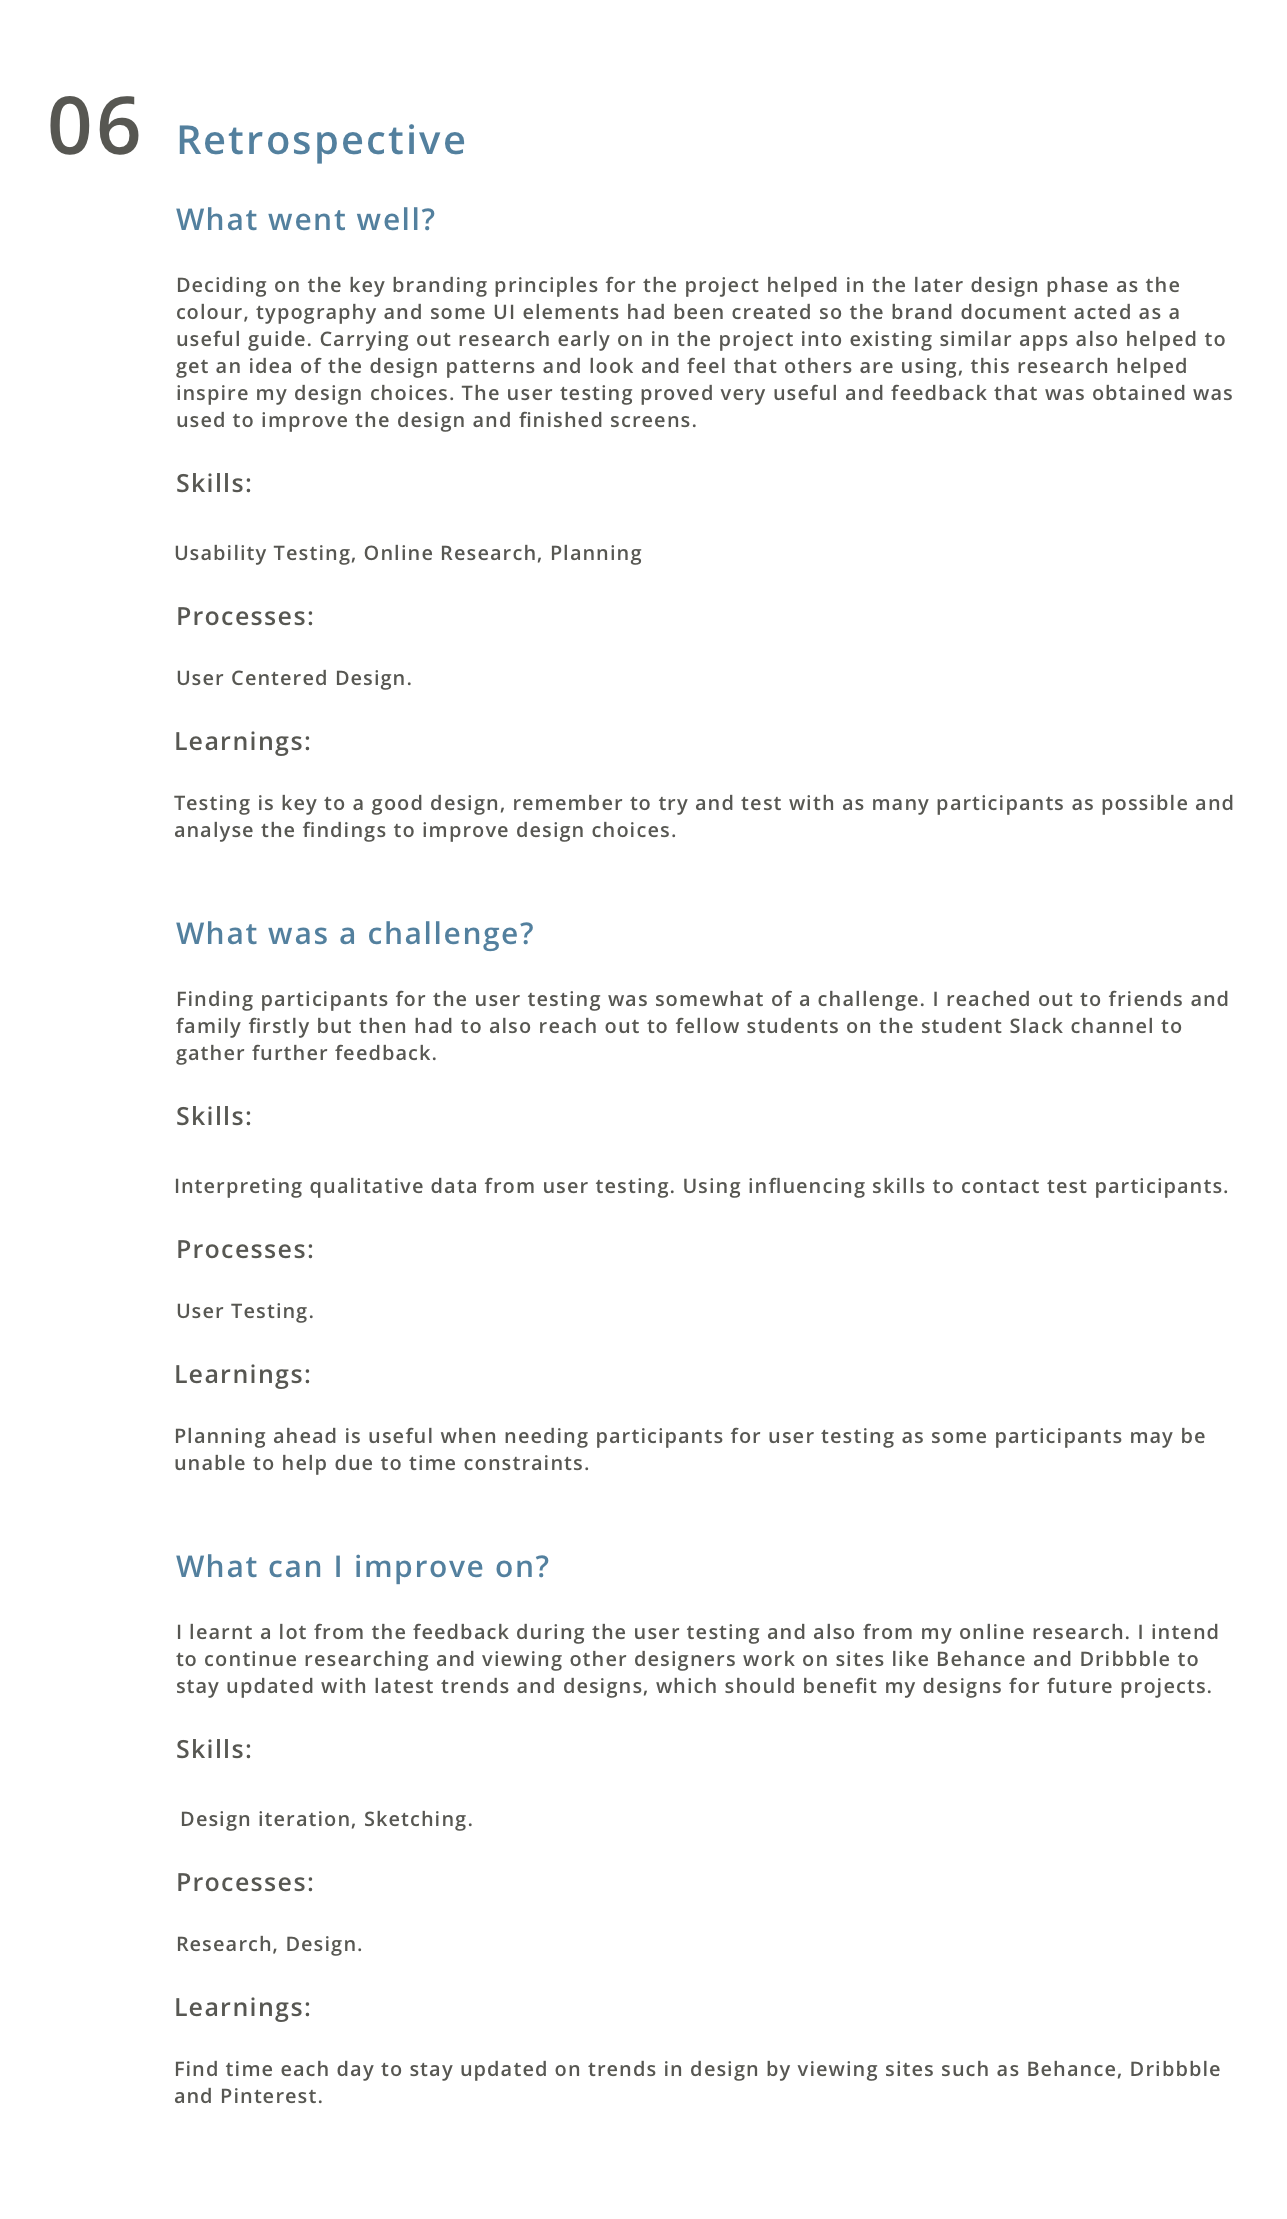 06 Retrospective
What went well?
Deciding on the key branding principles for the project helped in the later design phase as the
colour, typography and some UI elements had been created so the brand document acted as a
useful guide. Carrying out research early on in the project into existing similar apps also helped to
get an idea of the design patterns and look and feel that others are using, this research helped
inspire my design choices. The user testing proved very useful and feedback that was obtained was
used to improve the design and finished screens.
Skills:
Usability Testing, Online Research, Planning
Processes:
User Centered Design.
Learnings:
Testing is key to a good design, remember to try and test with as many participants as possible and
analyse the findings to improve design choices.
What was a challenge?
Finding participants for the user testing was somewhat of a challenge. I reached out to friends and
family firstly but then had to also reach out to fellow students on the student Slack channel to
gather further feedback.
Skills:
Interpreting qualitative data from user testing. Using influencing skills to contact test participants.
Processes:
User Testing.
Learnings:
Planning ahead is useful when needing participants for user testing as some participants may be
unable to help due to time constraints.
What can I improve on?
I learnt a lot from the feedback during the user testing and also from my online research. I intend
to continue researching and viewing other designers work on sites like Behance and Dribbble to
stay updated with latest trends and designs, which should benefit my designs for future projects.
Skills:
Design iteration, Sketching.
Processes:
Research, Design.
Learnings:
Find time each day to stay updated on trends in design by viewing sites such as Behance, Dribbble
and Pinterest.